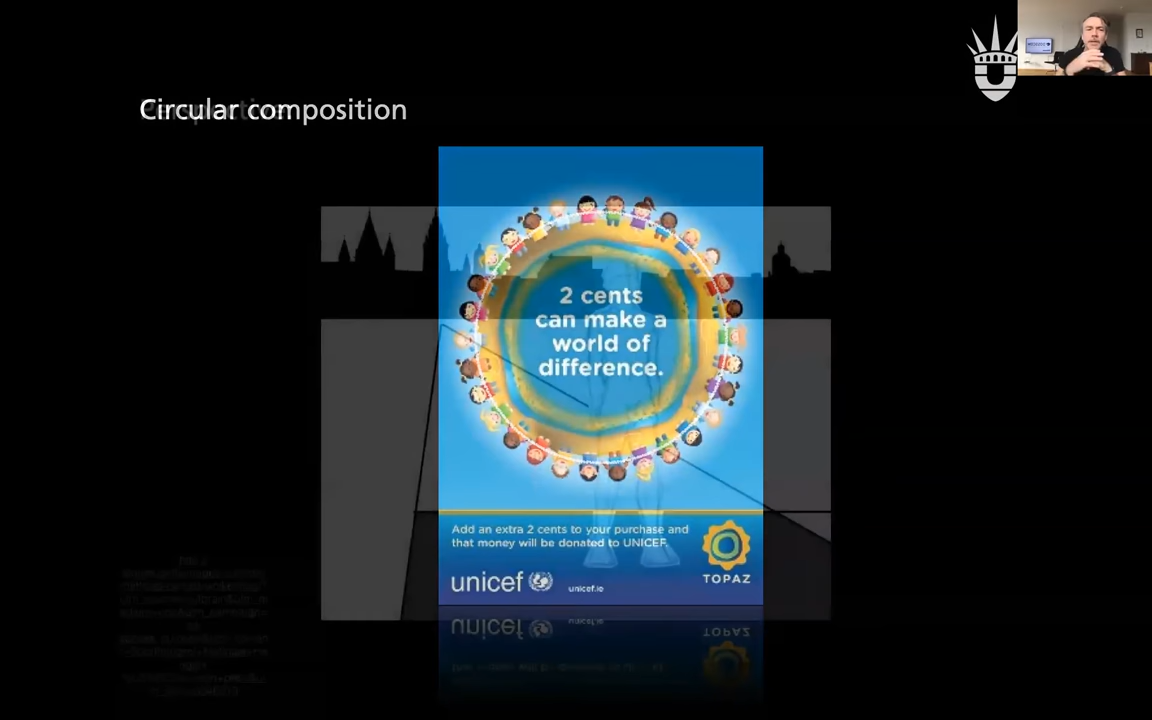 Circular composition
Perspective
2 cents
can make a
world of
difference.
Add an extra 2 cents to your purchase and
that money will be donated to UNICEF.
unicef
unicef.ie
TOPAZ